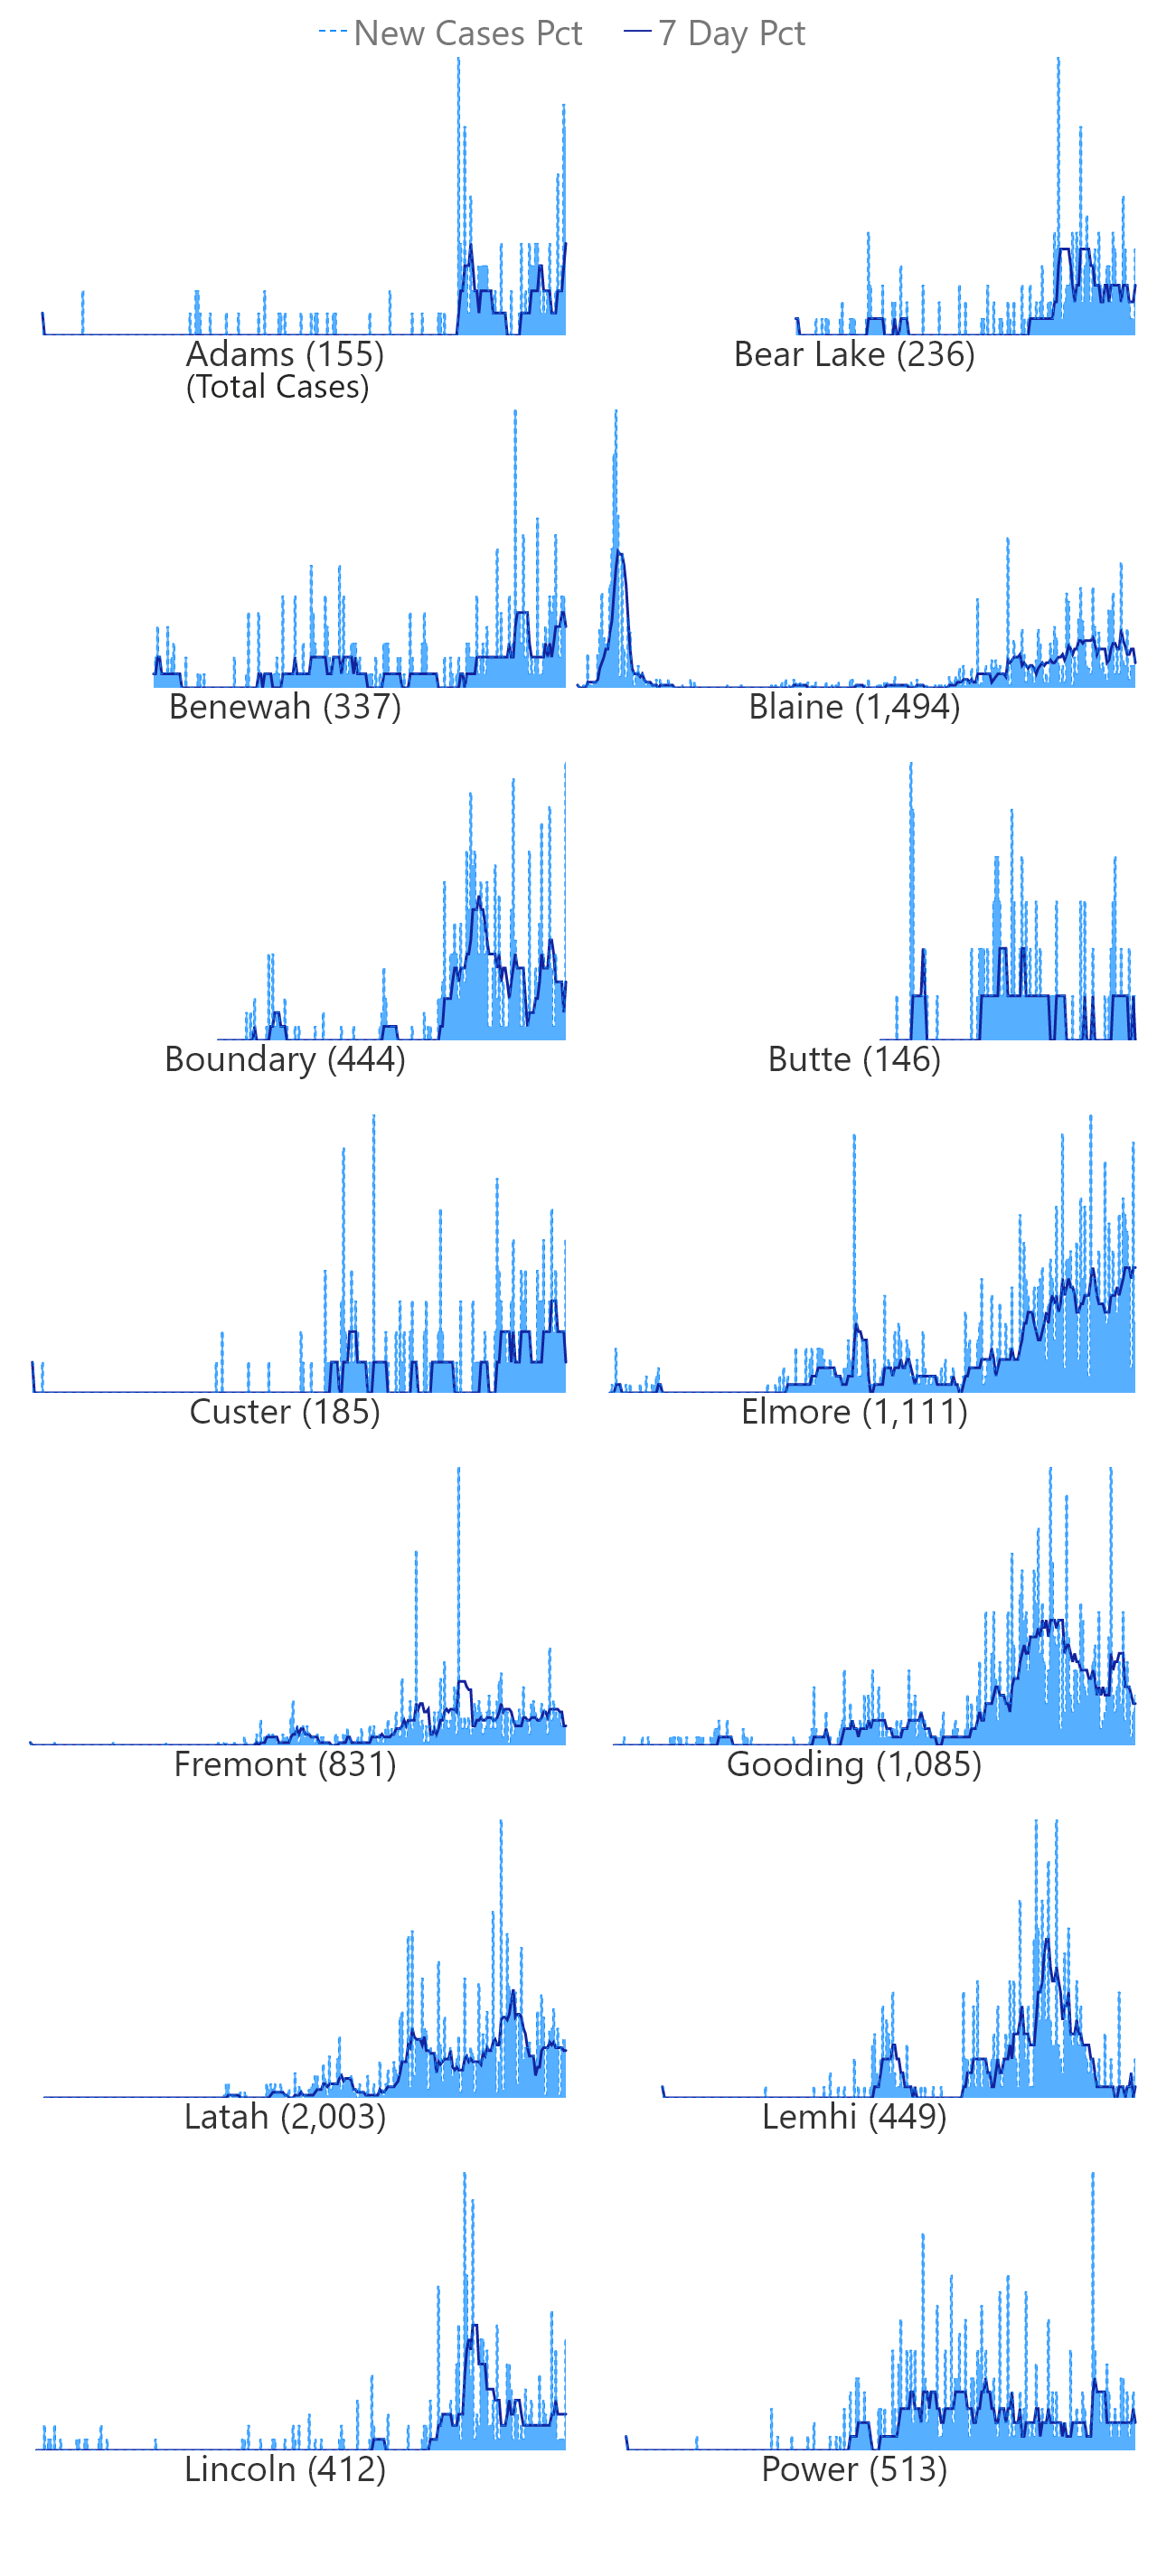 New Cases Pct 7 Day Pct
Adams (155)
(Total Cases)
Bear Lake (236)
Benewah (337)
Blaine (1,494)
Boundary (444)
Butte (146)
Custer (185)
Elmore (1,111)
Fremont (831)
Gooding (1,085)
Latah (2,003)
Lemhi (449)
Lincoln (412)
Power (513)